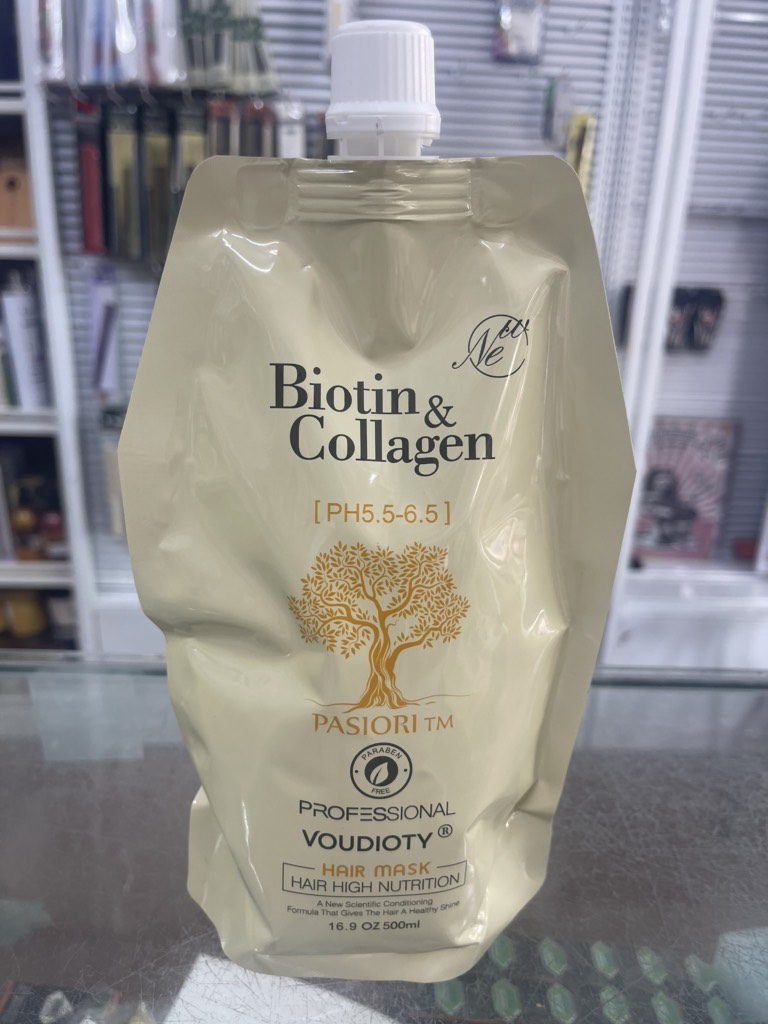 New
Biotin &
Collagen
[PH5.5-6.5]
PASIORI TM
PARABEN
FREE
PROFESSIONAL
VOUDIOTY®
HAIR MASK
HAIR HIGH NUTRITION
A New Scientific Conditioning
Formula That Gives The Hair A Healthy Shine
16.9 OZ 500ml